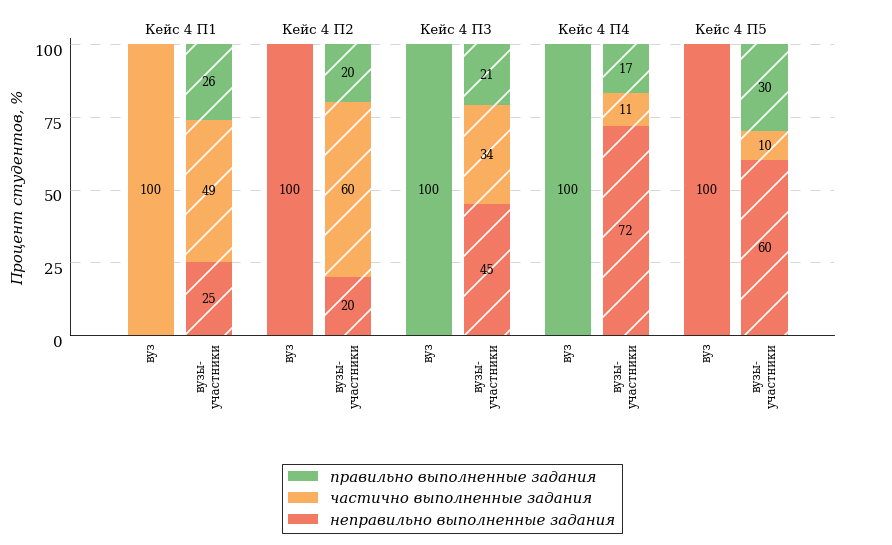 Кейс 4 П1 Кейс 4 П2 Кейс 4 П3 Кейс 4 П4 Кейс 4 П5
Процент студентов, %
100
75
50
25
0
100 26 49 25
100 20 60 20
100 21 34 45
100 17 11 72
100 30 10 60
вуз
вузы-
участники
вуз
вузы-
участники
вуз
вузы-
участники
вуз
вузы-
участники
вуз
вузы-
участники
правильно выполненные задания
частично выполненные задания
неправильно выполненные задания